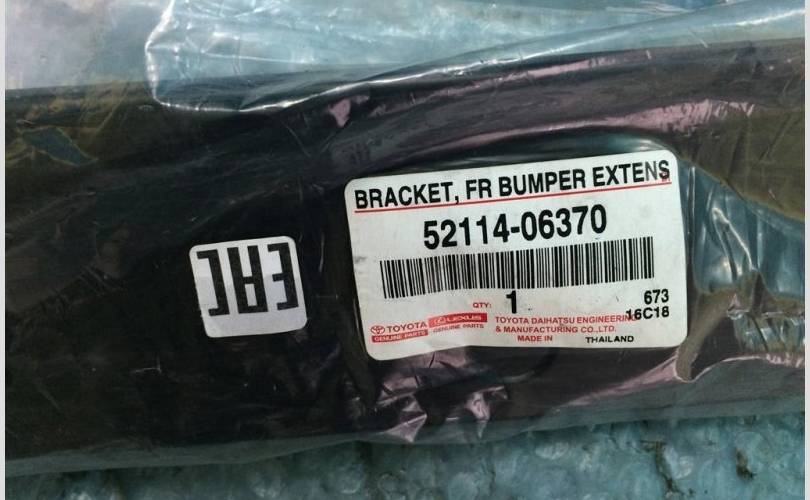 BRACKET, FR BUMPER EXTENS
52114-06370
QTY: 1
673
16C18
TOYOTA
GENUINE PARTS
LEXUS
GENUINE PARTS
TOYOTA DAIHATSU ENGINEERING
& MANUFACTURING CO.,LTD.
MADE IN THAILAND
EAC